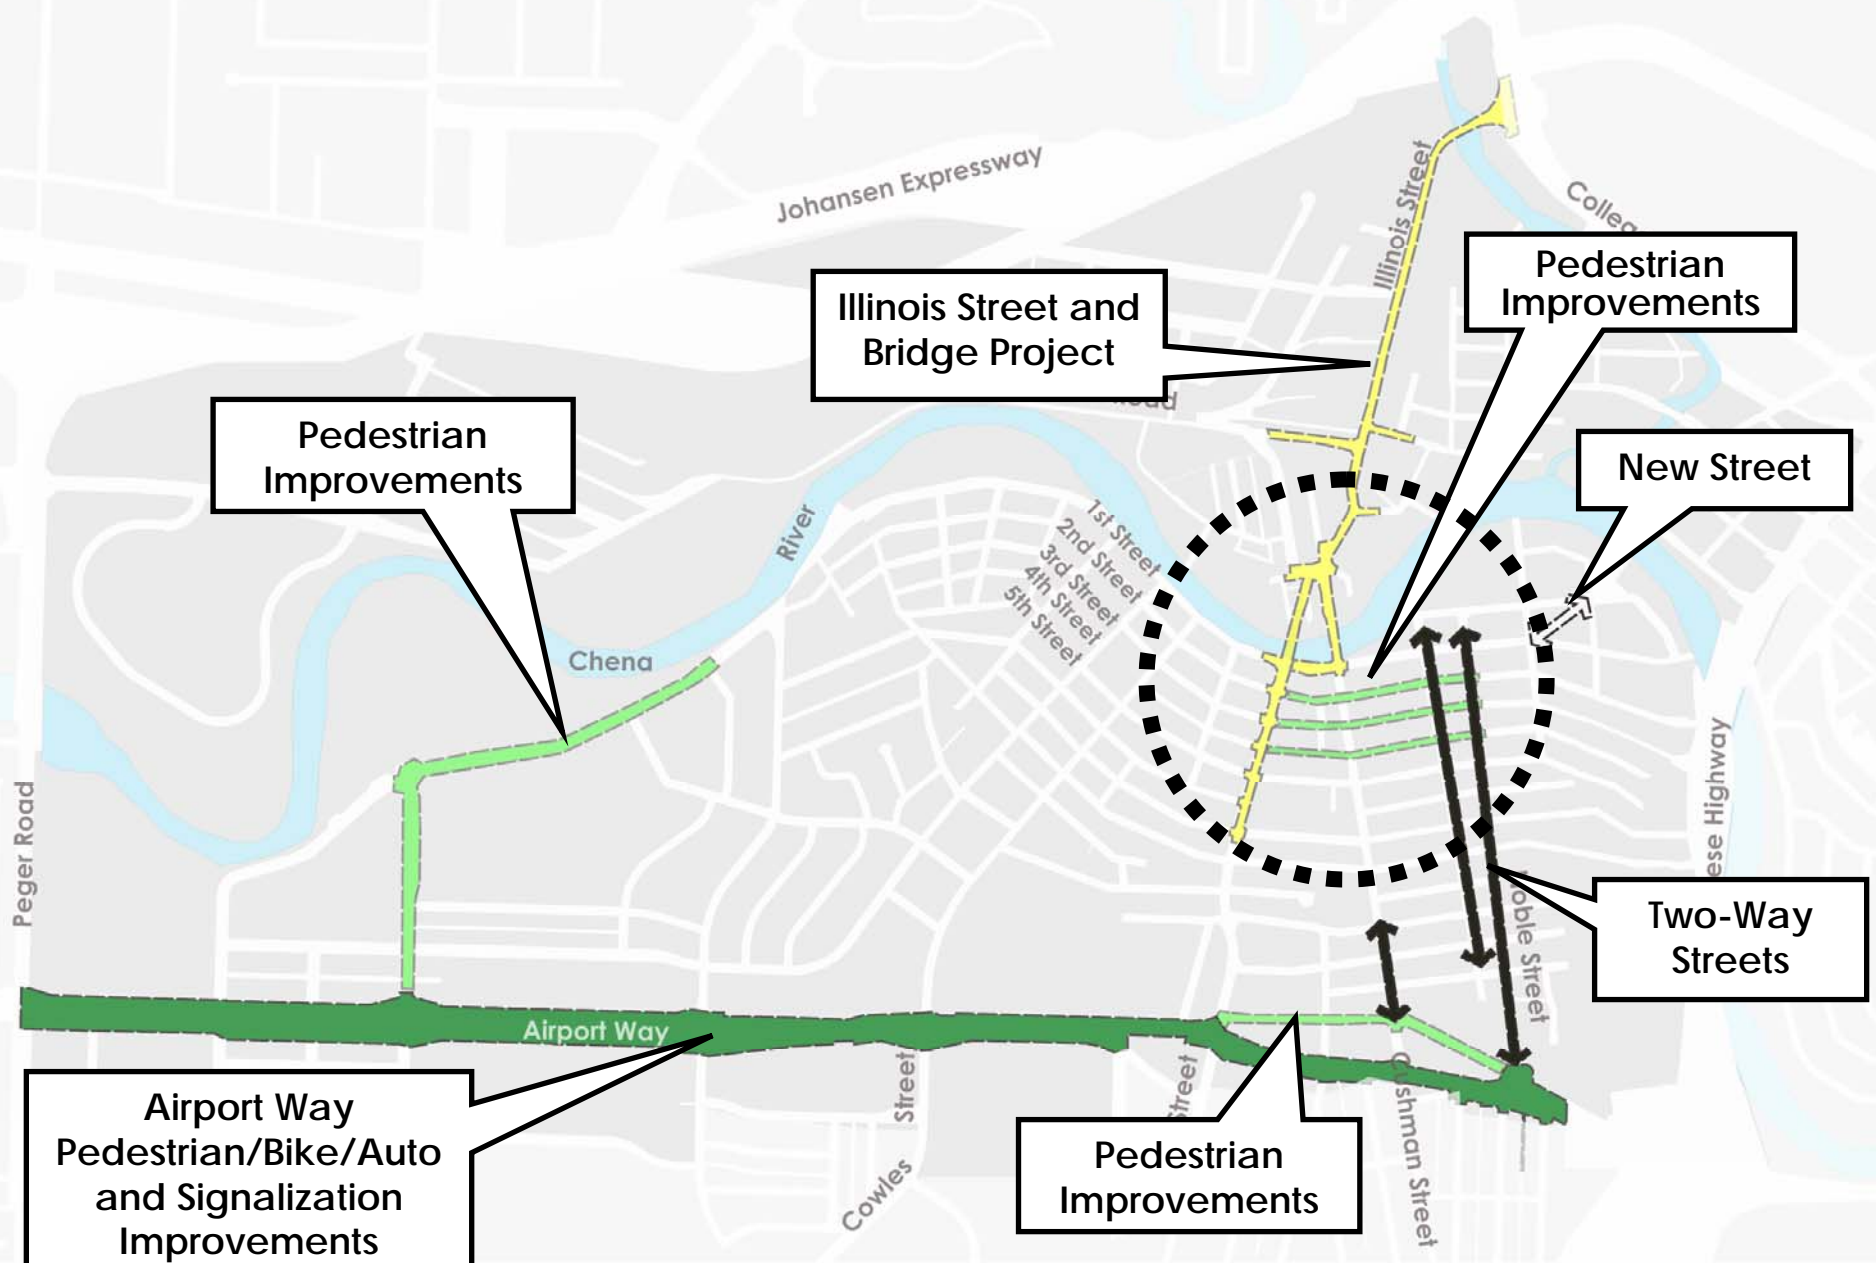 Johansen Expressway
Illinois Street
Pedestrian
Improvements
Illinois Street and
Bridge Project
Pedestrian
Improvements
New Street
River
1st Street
2nd Street
3rd Street
4th Street
5th Street
Chena
Peger Road
Two-Way
Streets
Airport Way
Street
Street
Cushman Street
Cowles
Airport Way
Pedestrian/Bike/Auto
and Signalization
Improvements
Pedestrian
Improvements
Highway
Street